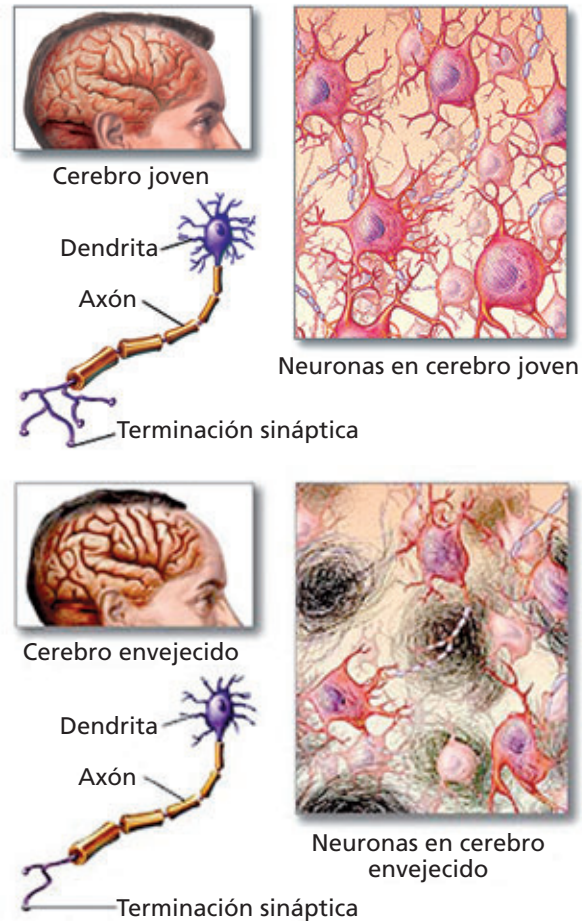 Cerebro joven
Dendrita
Axón
Neuronas en cerebro joven
Terminación sináptica
Cerebro envejecido
Dendrita
Axón
Neuronas en cerebro
envejecido
Terminación sináptica